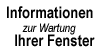 Informationen
zur Wartung
Ihrer Fenster